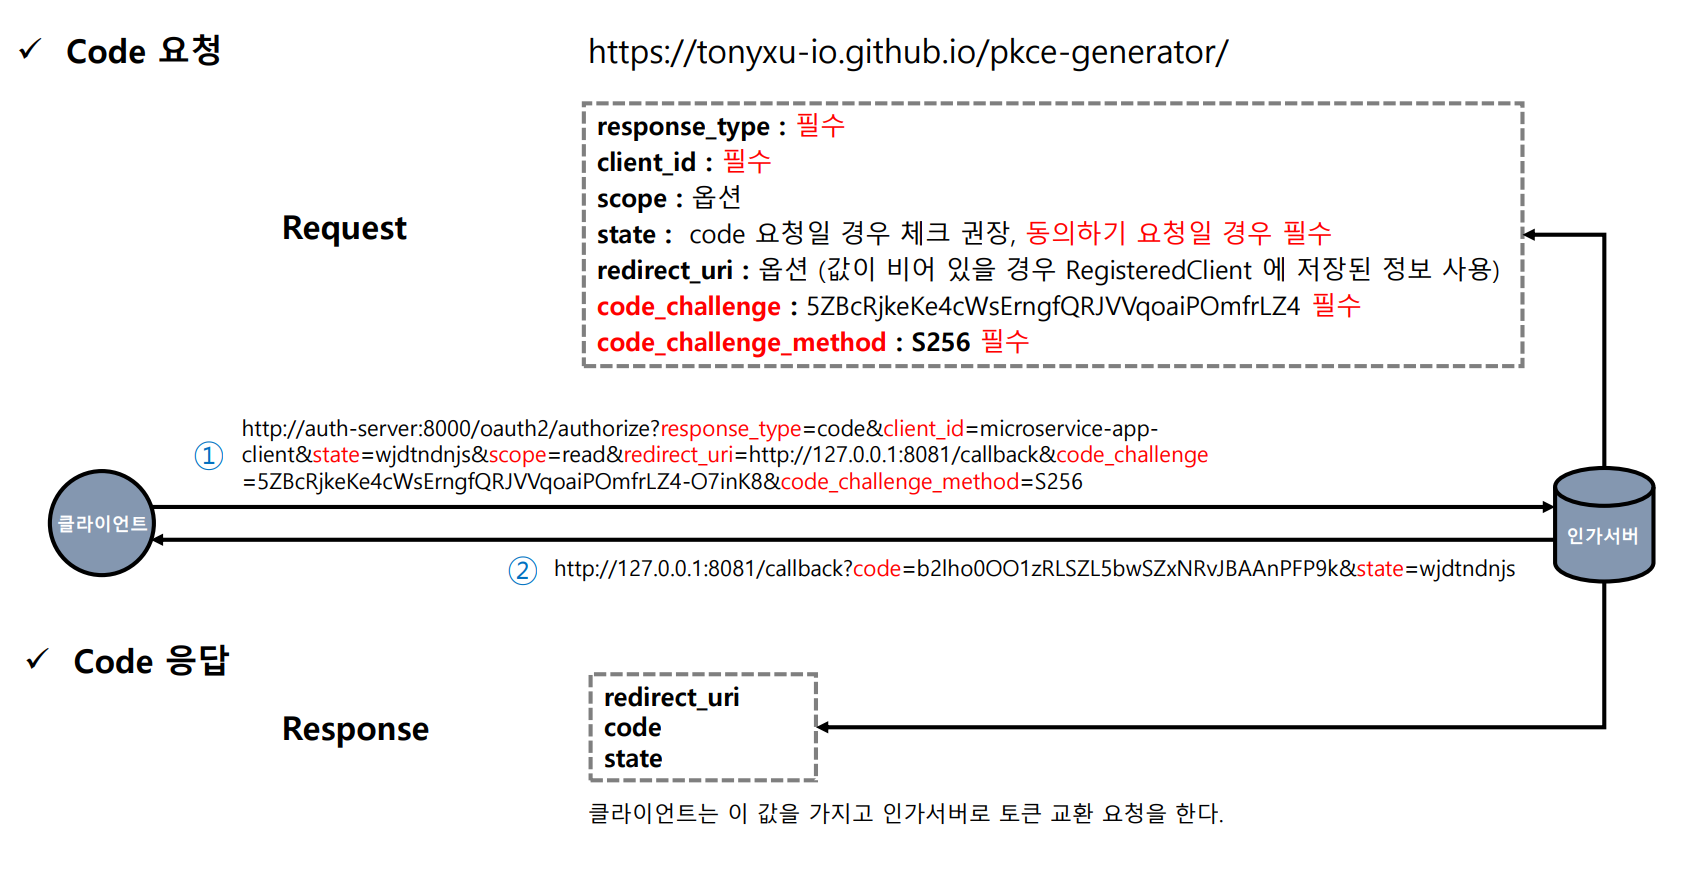 ✓ Code 요청
https://tonyxu-io.github.io/pkce-generator/
Request
response_type : 필수
client_id : 필수
scope : 옵션
state : code 요청일 경우 체크 권장, 동의하기 요청일 경우 필수
redirect_uri : 옵션 (값이 비어 있을 경우 RegisteredClient 에 저장된 정보 사용)
code_challenge : 5ZBcRjkeKe4cWsErngfQRJVVqoaiPOmfrLZ4 필수
code_challenge_method : S256 필수
①
http://auth-server:8000/oauth2/authorize?response_type=code&client_id=microservice-app-
client&state=wjdtndnjs&scope=read&redirect_uri=http://127.0.0.1:8081/callback&code_challenge
=5ZBcRjkeKe4cWsErngfQRJVVqoaiPOmfrLZ4-O7inK8&code_challenge_method=S256
클라이언트
인가서버
② http://127.0.0.1:8081/callback?code=b2lho0OO1zRLSZL5bwSZxNRvJBAAnPFP9k&state=wjdtndnjs
✓ Code 응답
Response
redirect_uri
code
state
클라이언트는 이 값을 가지고 인가서버로 토큰 교환 요청을 한다.